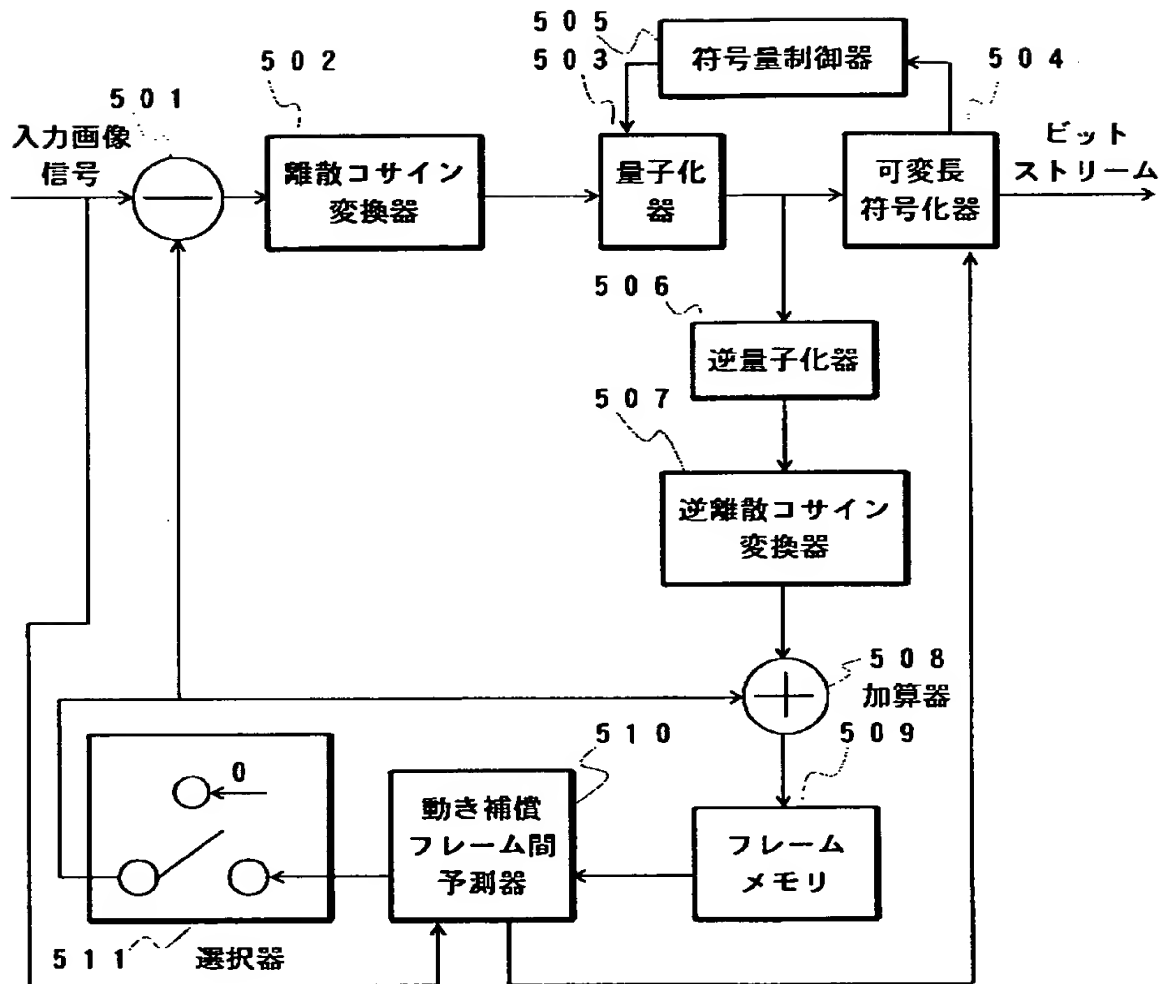 ５０５
符号量制御器
５０２
５０３
５０４
５０１
入力画像
信号
離散コサイン
変換器
量子化
器
可変長
符号化器
ビット
ストリーム
５０６
逆量子化器
５０７
逆離散コサイン
変換器
５０８
加算器
５０９
５１０
0
動き補償
フレーム間
予測器
フレーム
メモリ
５１１
選択器